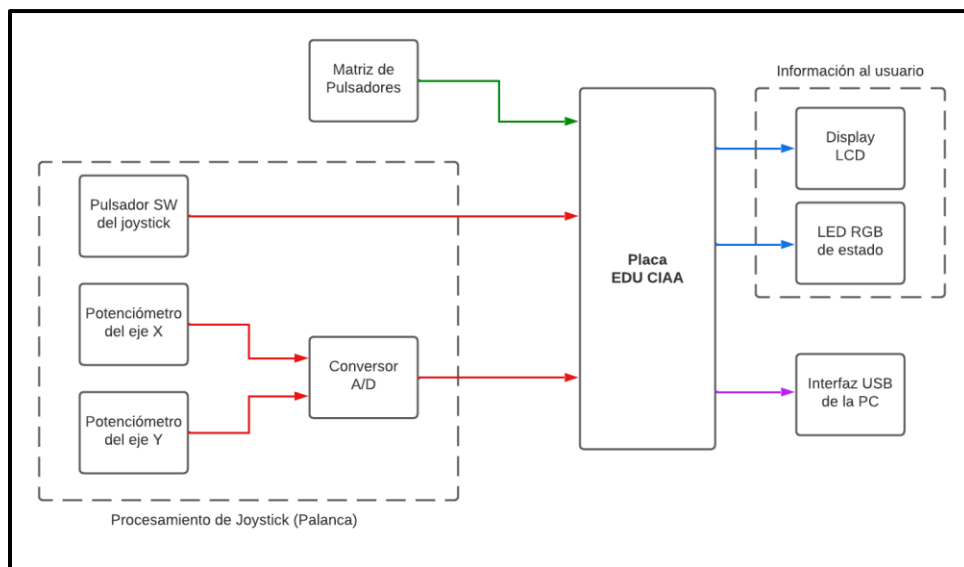 Matriz de
Pulsadores
Información al usuario
Display
LCD
Pulsador SW
del joystick
LED RGB
de estado
Placa
EDU CIAA
Potenciómetro
del eje X
Conversor
A/D
Interfaz USB
de la PC
Potenciómetro
del eje Y
Procesamiento de Joystick (Palanca)